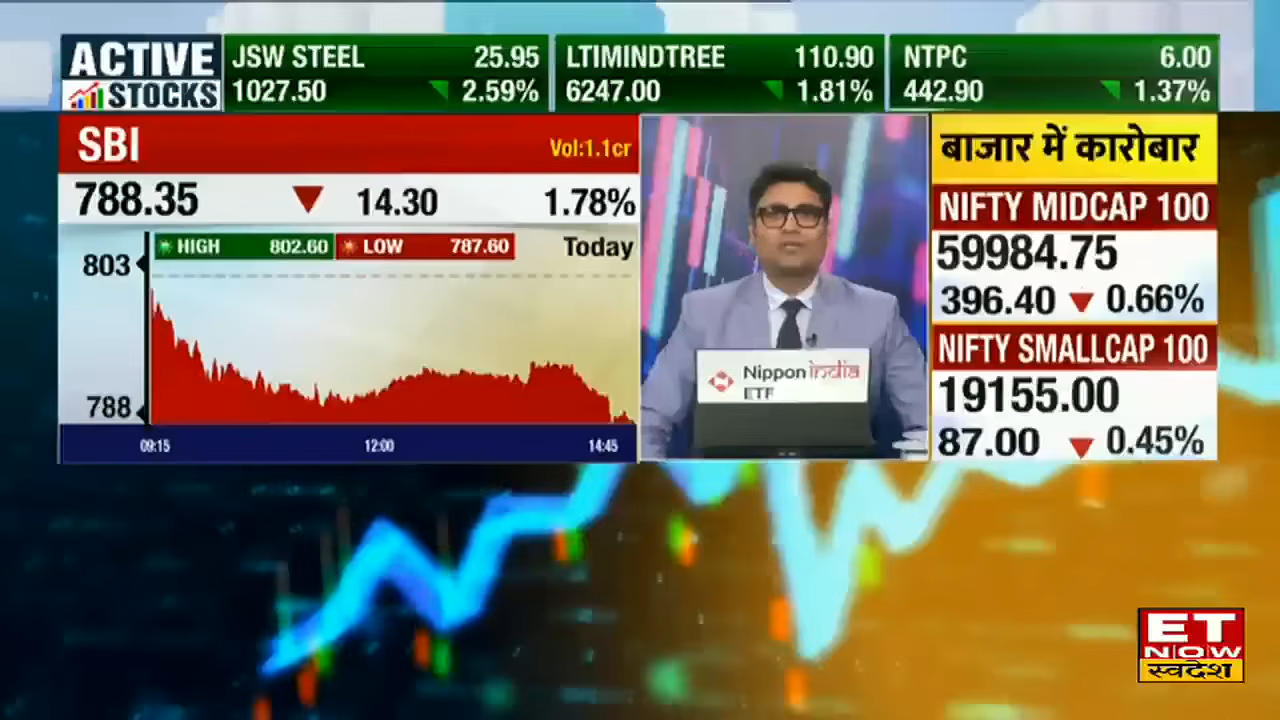 ACTIVE
STOCKS
JSW STEEL 25.95
1027.50 2.59%
LTIMINDTREE 110.90
6247.00 1.81%
NTPC 6.00
442.90 1.37%
SBI Vol:1.1cr
788.35 14.30 1.78%
HIGH 802.60 LOW 787.60 Today
803
788
09:15 12:00 14:45
Nippon india
ETF
बाजार में कारोबार
NIFTY MIDCAP 100
59984.75
396.40 0.66%
NIFTY SMALLCAP 100
19155.00
87.00 0.45%
ET
NOW
स्वदेश